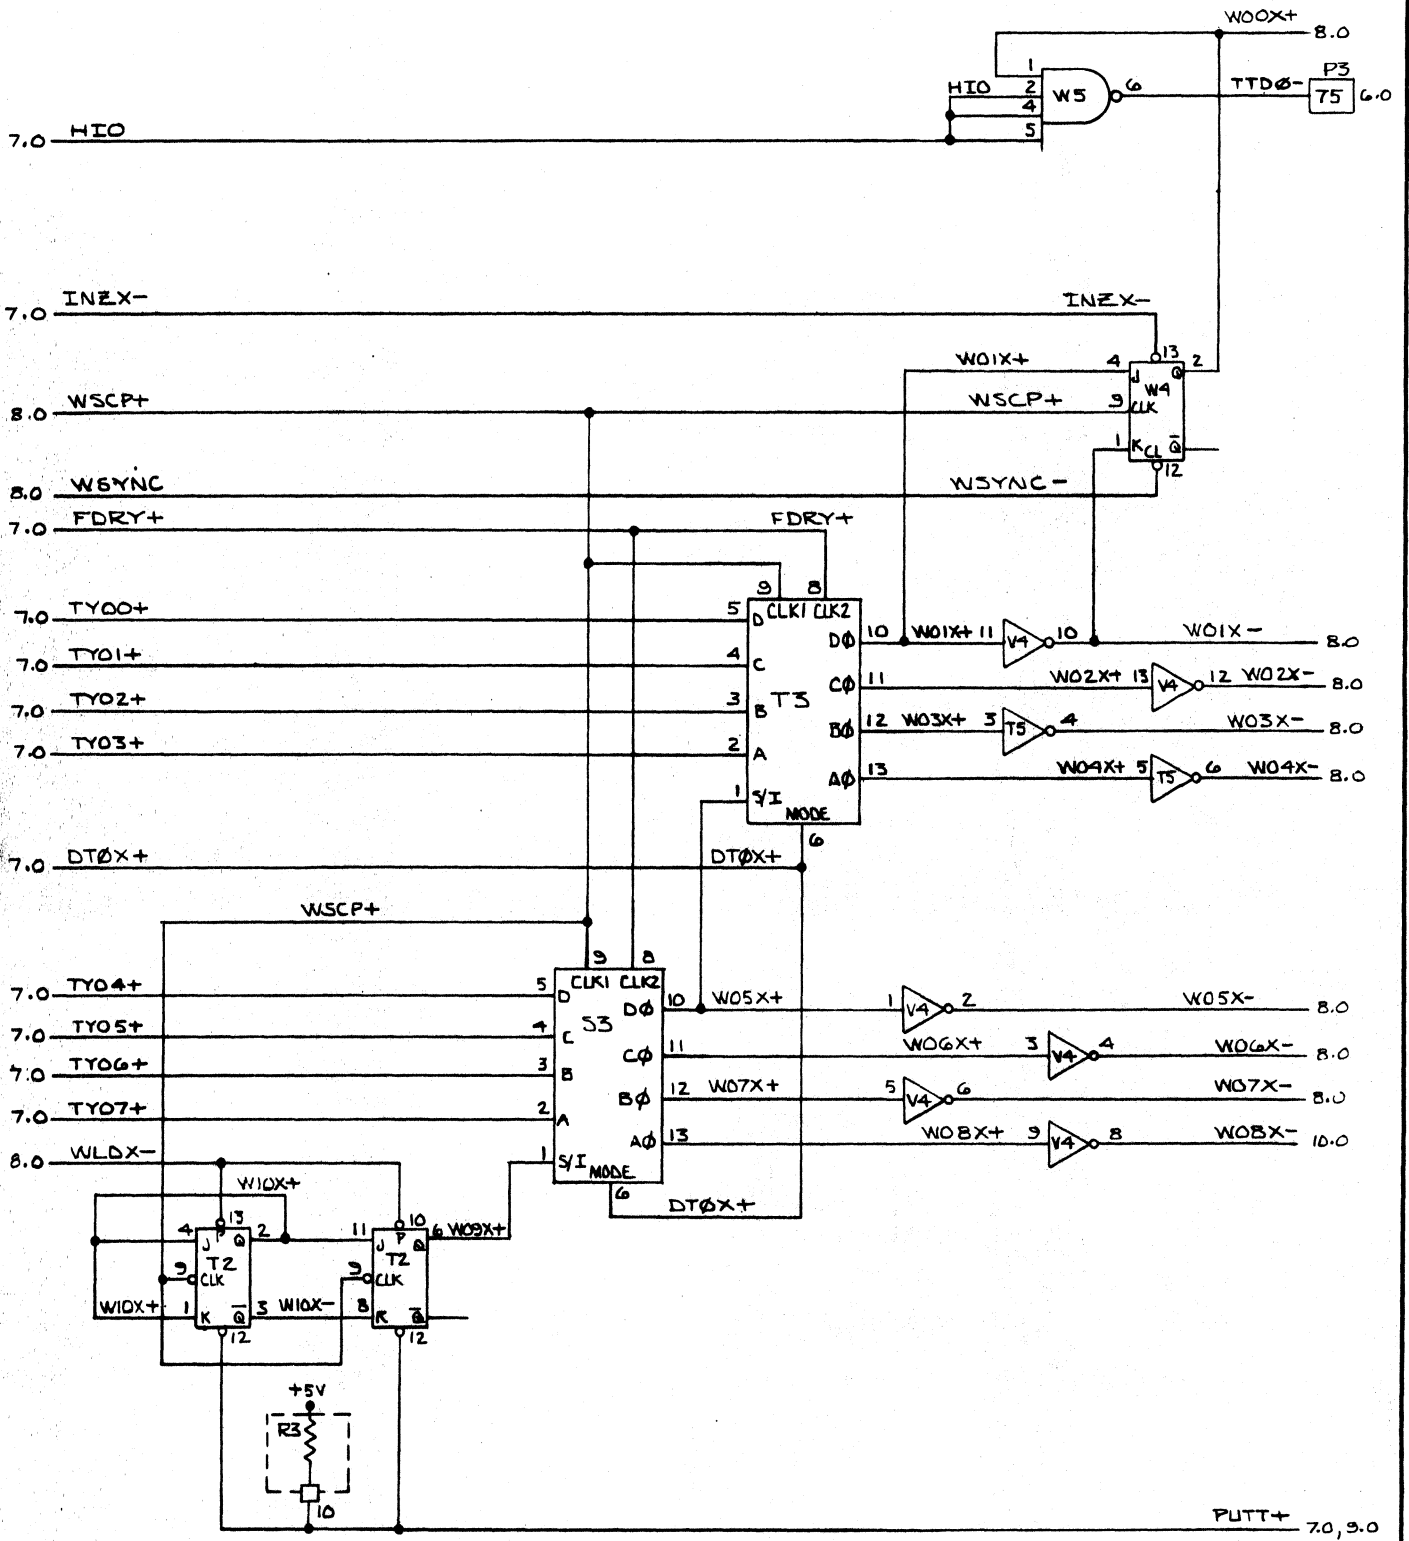 W00X+
8.0
P3
1
HIO 2 W5 6 TTDØ- 75 6.0
4
7.0 HIO 5
7.0 INZX- INZX-
13
W01X+ 4 J Q 2
W4
8.0 WSCP+ WSCP+ 9 CLK
1 K CL Q̅
12
8.0 WSYNC WSYNC-
7.0 FDRY+ FDRY+
9 8
7.0 TY00+ 5 D CLK1 CLK2
DØ 10 W01X+ 11 V4 10 W01X- 8.0
7.0 TY01+ 4 C
CØ 11 W02X+ 13 V4 12 W02X- 8.0
7.0 TY02+ 3 B T3
BØ 12 W03X+ 3 T5 4 W03X- 8.0
7.0 TY03+ 2 A
AØ 13 W04X+ 5 T5 6 W04X- 8.0
1 S/I
MODE
6
7.0 DTØX+ DTØX+
WSCP+
9 8
7.0 TY04+ 5 D CLK1 CLK2
DØ 10 W05X+ 1 V4 2 W05X- 8.0
7.0 TY05+ 4 C S3
CØ 11 W06X+ 3 V4 4 W06X- 8.0
7.0 TY06+ 3 B
BØ 12 W07X+ 5 V4 6 W07X- 8.0
7.0 TY07+ 2 A
AØ 13 W08X+ 9 V4 8 W08X- 10.0
8.0 WLDX- 1 S/I MODE
6 DTØX+
W10X+
13 10
4 J P Q 2 11 J P Q 6 W09X+
T2 T2
9 CLK 9 CLK
W10X+ 1 K Q̅ 3 W10X- 8 K Q̅
12 12
+5V
R3
10
PUTT+ 7.0, 9.0